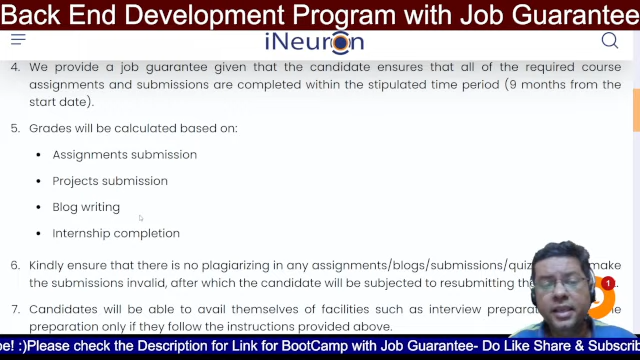 Back End Development Program with Job Guarantee
iNeuron
4. We provide a job guarantee given that the candidate ensures that all of the required course
assignments and submissions are completed within the stipulated time period (9 months from the
start date).
5. Grades will be calculated based on:
• Assignments submission
• Projects submission
• Blog writing
• Internship completion
6. Kindly ensure that there is no plagiarizing in any assignments/blogs/submissions/quiz make
the submissions invalid, after which the candidate will be subjected to resubmitting the
1
7. Candidates will be able to avail themselves of facilities such as interview
preparation only if they follow the instructions provided above.
:)Please check the Description for Link for BootCamp with Job Guarantee- Do Like Share &